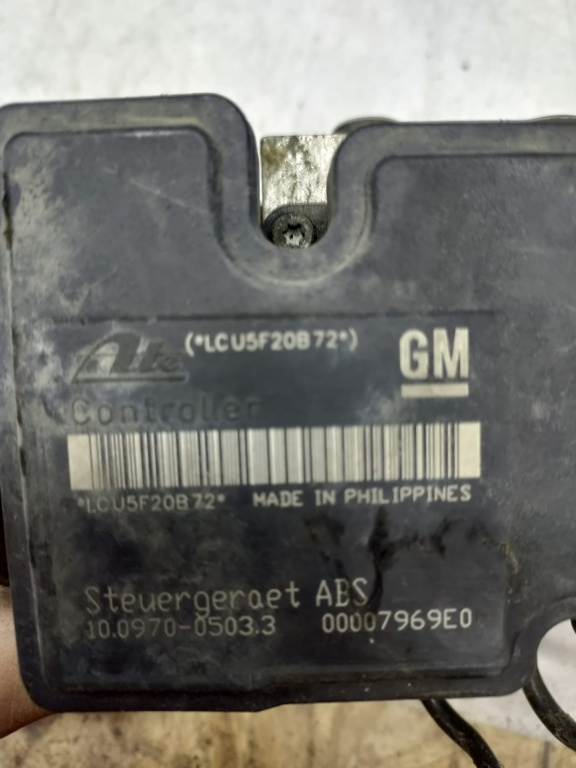 Ate (*LCU5F20B72*) GM
Controller
*LCU5F20B72* MADE IN PHILIPPINES
Steuergeraet ABS
10.0970-0503.3 00007969E0